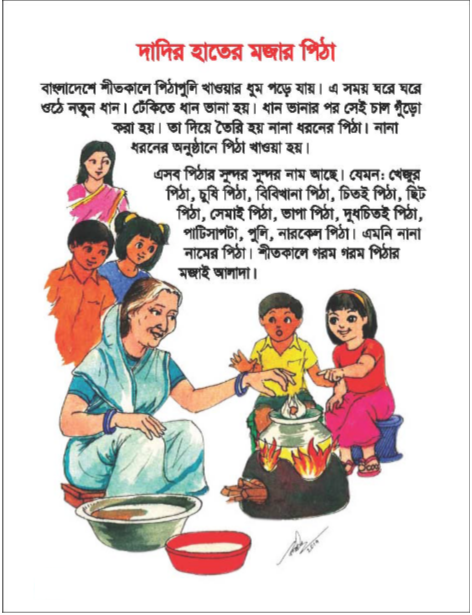 দাদির হাতের মজার পিঠা
বাংলাদেশে শীতকালে পিঠাপুলি খাওয়ার ধুম পড়ে যায়। এ সময় ঘরে ঘরে
ওঠে নতুন ধান। ঢেঁকিতে ধান ভানা হয়। ধান ভানার পর সেই চাল গুঁড়ো
করা হয়। তা দিয়ে তৈরি হয় নানা ধরনের পিঠা। নানা
ধরনের অনুষ্ঠানে পিঠা খাওয়া হয়।
এসব পিঠার সুন্দর সুন্দর নাম আছে। যেমন: খেজুর
পিঠা, চুষি পিঠা, বিবিখানা পিঠা, চিতই পিঠা, ছিট
পিঠা, সেমাই পিঠা, ভাপা পিঠা, দুধচিতই পিঠা,
পাটিসাপটা, পুলি, নারকেল পিঠা। এমনি নানা
নামের পিঠা। শীতকালে গরম গরম পিঠার
মজাই আলাদা।